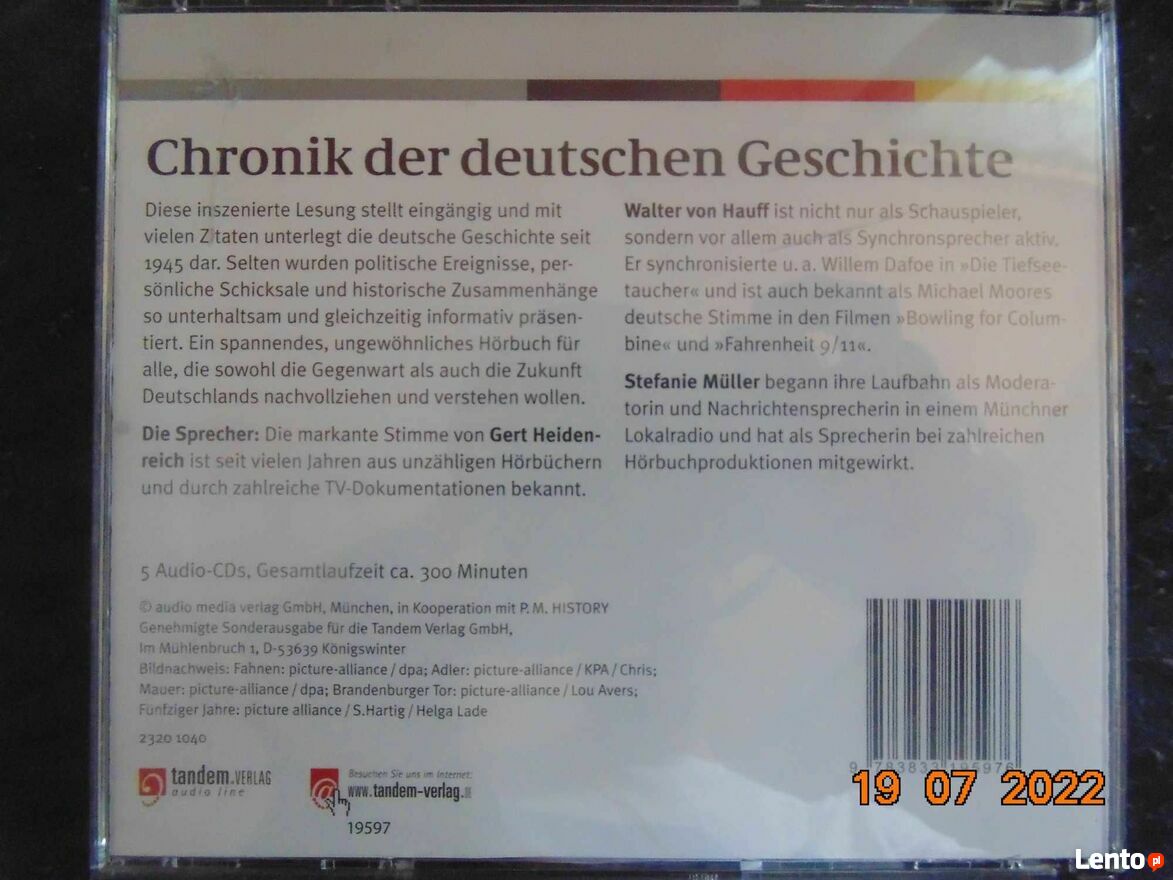 Chronik der deutschen Geschichte
Diese inszenierte Lesung stellt eingängig und mit
vielen Zitaten unterlegt die deutsche Geschichte seit
1945 dar. Selten wurden politische Ereignisse, per-
sönliche Schicksale und historische Zusammenhänge
so unterhaltsam und gleichzeitig informativ präsen-
tiert. Ein spannendes, ungewöhnliches Hörbuch für
alle, die sowohl die Gegenwart als auch die Zukunft
Deutschlands nachvollziehen und verstehen wollen.
Die Sprecher: Die markante Stimme von Gert Heiden-
reich ist seit vielen Jahren aus unzähligen Hörbüchern
und durch zahlreiche TV-Dokumentationen bekannt.
Walter von Hauff ist nicht nur als Schauspieler,
sondern vor allem auch als Synchronsprecher aktiv.
Er synchronisierte u. a. Willem Dafoe in »Die Tiefsee-
taucher« und ist auch bekannt als Michael Moores
deutsche Stimme in den Filmen »Bowling for Colum-
bine« und »Fahrenheit 9/11«.
Stefanie Müller begann ihre Laufbahn als Modera-
torin und Nachrichtensprecherin in einem Münchner
Lokalradio und hat als Sprecherin bei zahlreichen
Hörbuchproduktionen mitgewirkt.
5 Audio-CDs, Gesamtlaufzeit ca. 300 Minuten
© audio media verlag GmbH, München, in Kooperation mit P. M. HISTORY
Genehmigte Sonderausgabe für die Tandem Verlag GmbH,
Im Mühlenbruch 1, D-53639 Königswinter
Bildnachweis: Fahnen: picture-alliance / dpa; Adler: picture-alliance / KPA / Chris;
Mauer: picture-alliance / dpa; Brandenburger Tor: picture-alliance / Lou Avers;
Fünfziger Jahre: picture alliance / S.Hartig / Helga Lade
2320 1040
tandem.VERLAG
audio line
Besuchen Sie uns im Internet:
www.tandem-verlag.de
19597
9 783833 195976
19 07 2022
Lento pl